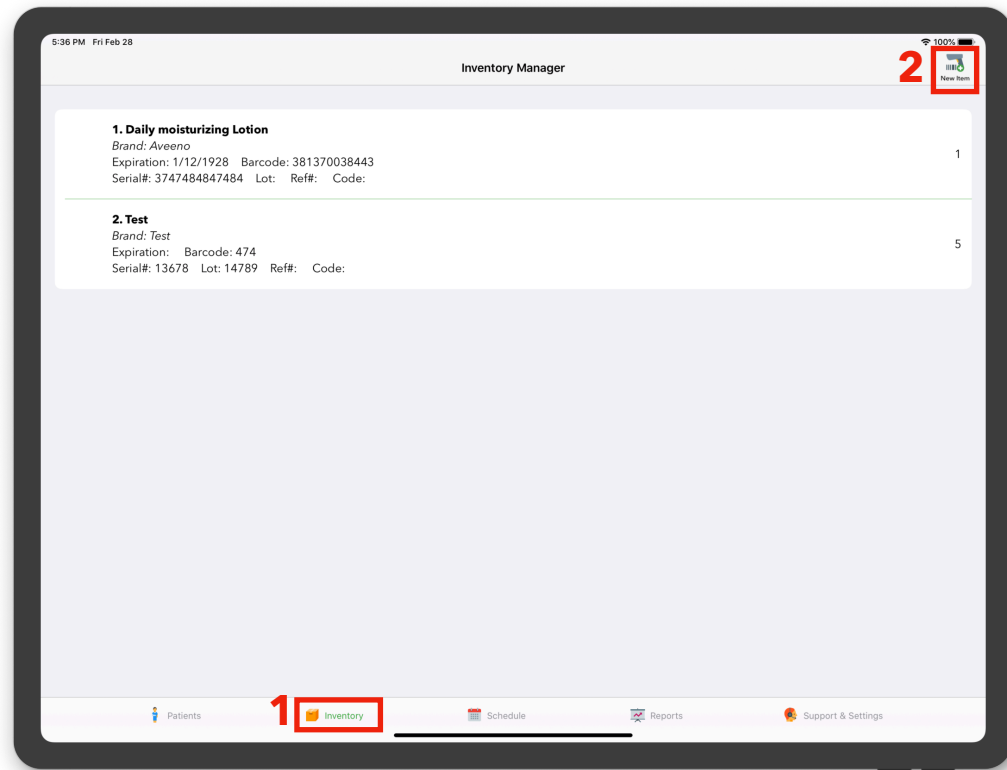 5:36 PM Fri Feb 28
100%
Inventory Manager
2
New Item
1. Daily moisturizing Lotion
Brand: Aveeno
Expiration: 1/12/1928 Barcode: 381370038443
Serial#: 3747484847484 Lot: Ref#: Code:
1
2. Test
Brand: Test
Expiration: Barcode: 474
Serial#: 13678 Lot: 14789 Ref#: Code:
5
Patients
1
Inventory
Schedule
Reports
Support & Settings